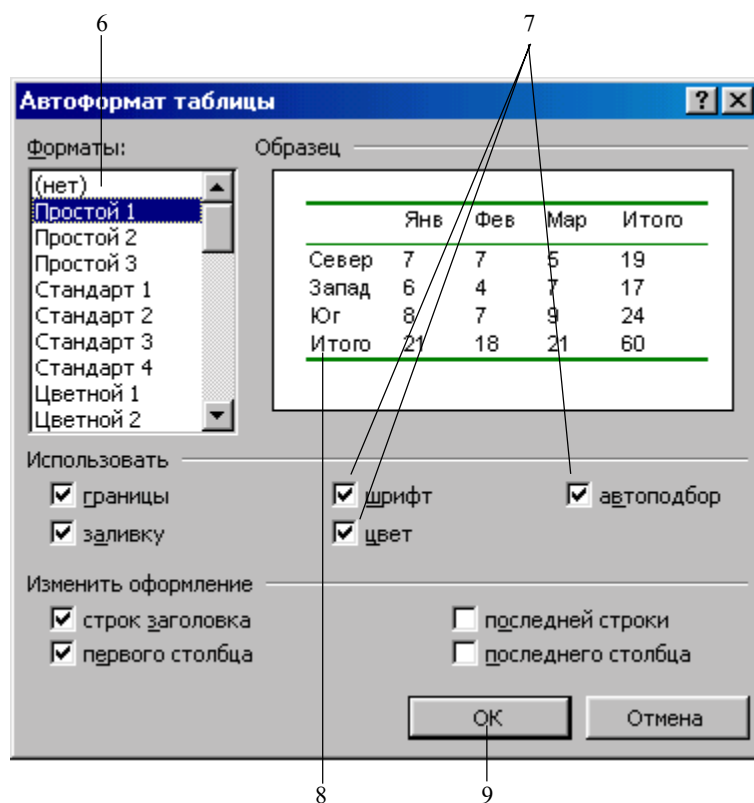 6 7
Автоформат таблицы
Форматы: Образец
(нет)
Простой 1
Простой 2
Простой 3
Стандарт 1
Стандарт 2
Стандарт 3
Стандарт 4
Цветной 1
Цветной 2
Янв Фев Мар Итого
Север 7 7 5 19
Запад 6 4 7 17
Юг 8 7 9 24
Итого 21 18 21 60
Использовать
границы шрифт автоподбор
заливку цвет
Изменить оформление
строк заголовка последней строки
первого столбца последнего столбца
ОК Отмена
8 9